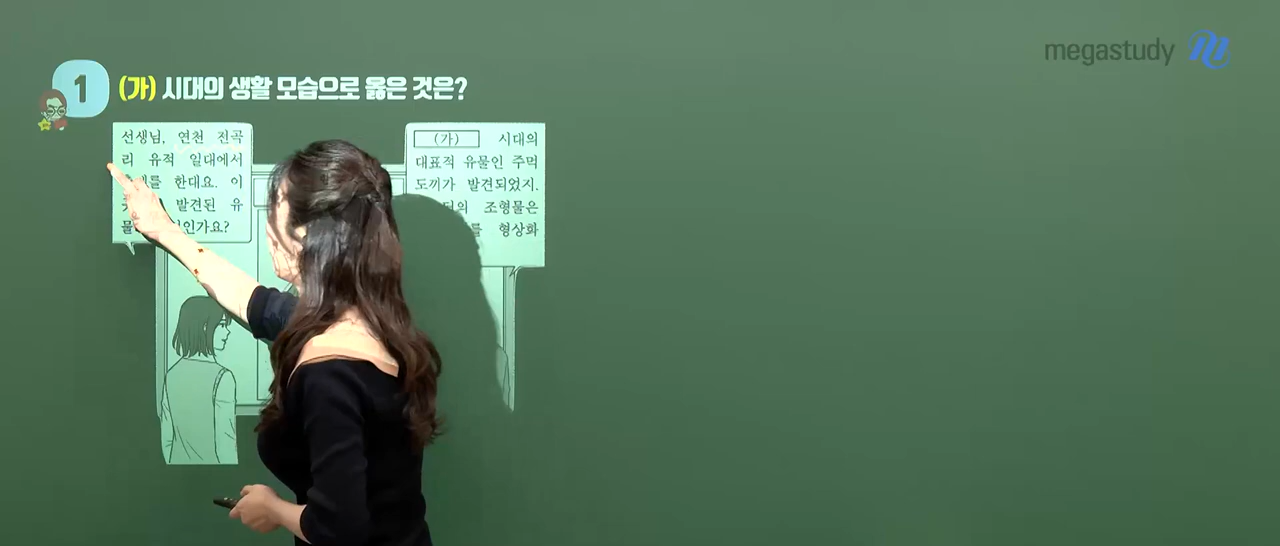 megastudy
1 (가) 시대의 생활 모습으로 옳은 것은?
선생님, 연천 전곡
리 유적 일대에서
한대요. 이
발견된 유
인가요?
(가) 시대의
대표적 유물인 주먹
도끼가 발견되었지.
조형물은
형상화